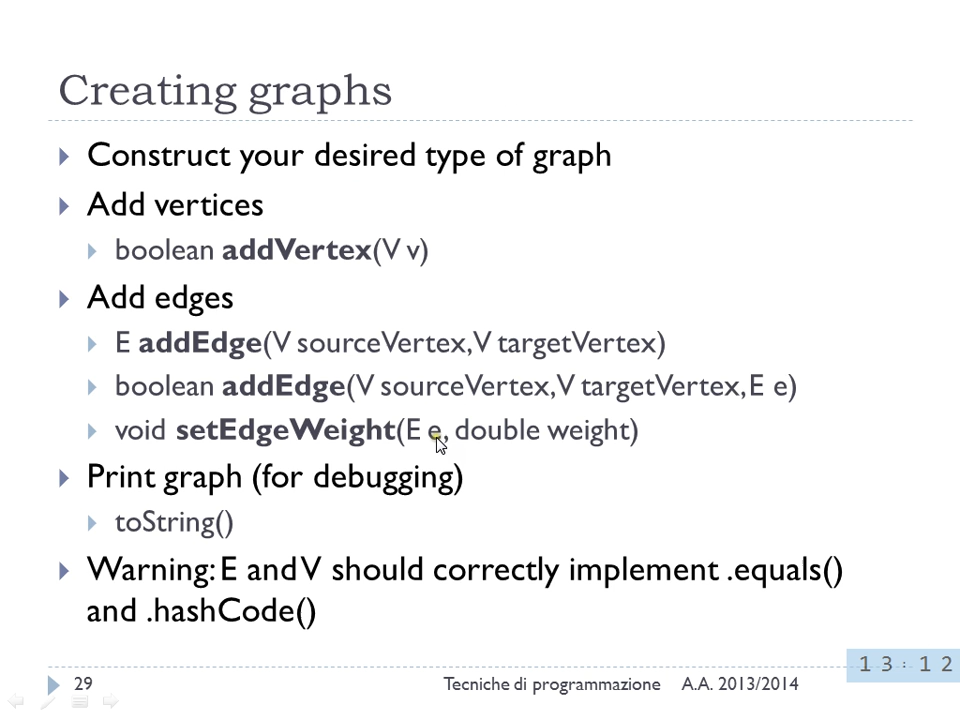 Creating graphs
Construct your desired type of graph
Add vertices
boolean addVertex(V v)
Add edges
E addEdge(V sourceVertex, V targetVertex)
boolean addEdge(V sourceVertex, V targetVertex, E e)
void setEdgeWeight(E e, double weight)
Print graph (for debugging)
toString()
Warning: E and V should correctly implement .equals()
and .hashCode()
29 Tecniche di programmazione A.A. 2013/2014
13:12